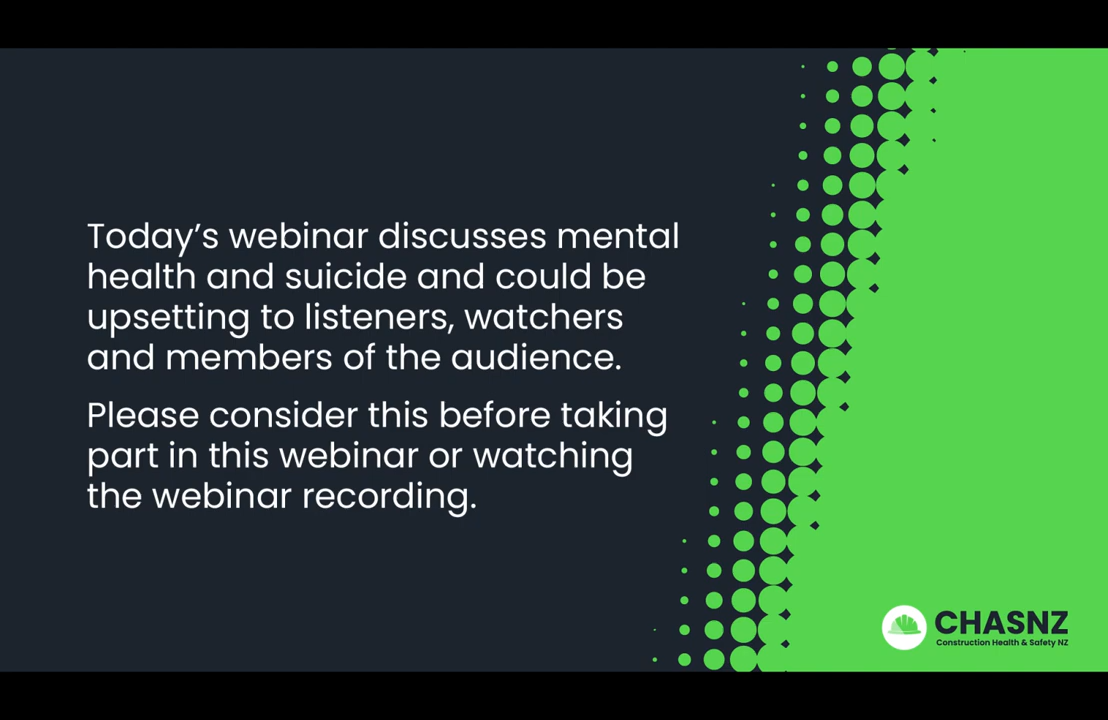 Today’s webinar discusses mental
health and suicide and could be
upsetting to listeners, watchers
and members of the audience.
Please consider this before taking
part in this webinar or watching
the webinar recording.
CHASNZ
Construction Health & Safety NZ